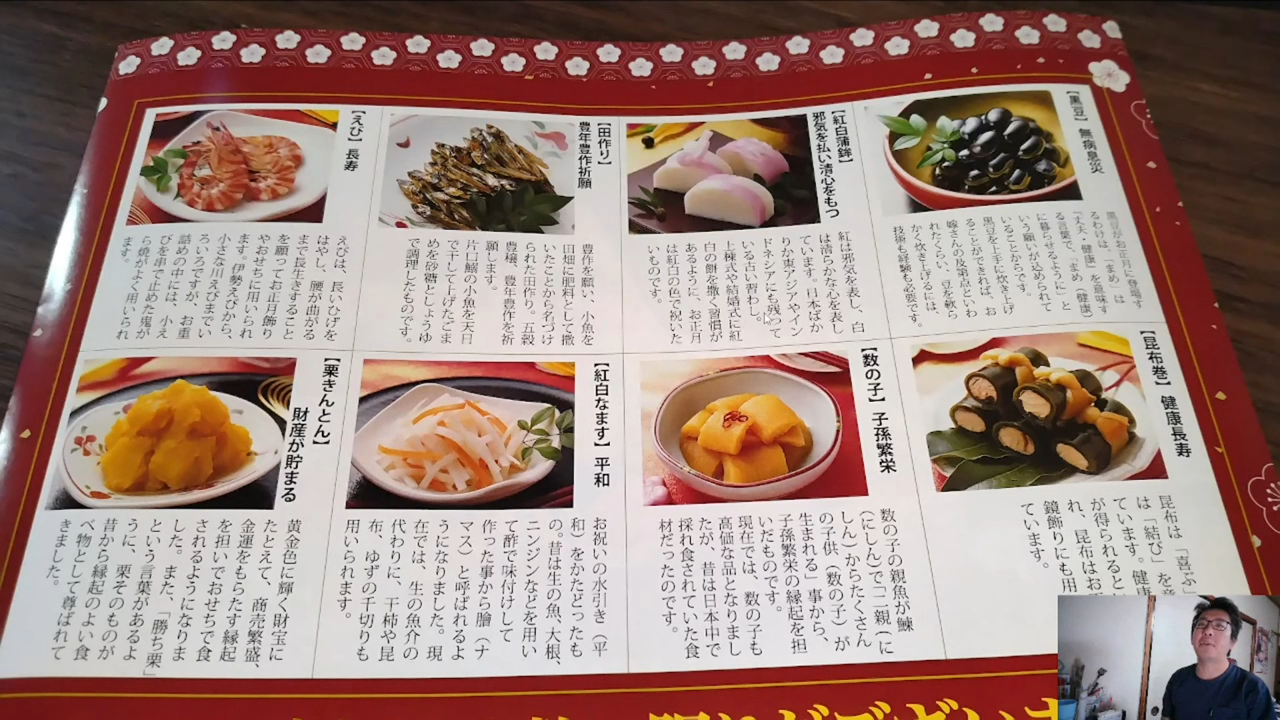 【黒豆】 無病息災
黒豆がお正月に登場す
るわけは、「まめ」は
「丈夫・健康」を意味す
る言葉で、「まめ（健康）
に暮らせるように」と
いう願いが込められて
いることからです。
黒豆を上手に炊き上げ
ることができれば、お
嫁さんの及第点といわ
れたくらい、豆を軟ら
かく炊き上げるには、
技術も経験も必要です。
【紅白蒲鉾】
邪気を払い清心をもつ
紅は邪気を表し、白
は清らかな心を表し
ています。日本ばか
りか東アジアやイン
ドネシアにも残って
いる古い習わし。
上棟式や結婚式に紅
白の餅を撒く習慣が
あるように、お正月
は紅白の色で祝いた
いものです。
【田作り】
豊年豊作祈願
豊作を願い、小魚を
田畑に肥料として撒
いたことから名づけ
られた田作り。五穀
豊穣、豊年豊作を祈
願します。
片口鰯の小魚を天日
で干して上げたごま
めを砂糖としょうゆ
で調理したものです。
【えび】 長寿
えびは、長いひげを
はやし、腰が曲がる
まで長生きすること
を願ってお正月飾り
やおせちに用いられ
ます。伊勢えびから、
小さな川えびまでい
ろいろですが、お重
詰めの中には、小え
びを串で止めた鬼が
ら焼がよく用いられ
ます。
【昆布巻】 健康長寿
昆布は「喜ぶ」
は「結び」を意
ています。健康
が得られると
れ、昆布はお
鏡飾りにも用
ています。
【数の子】 子孫繁栄
数の子の親魚が鰊
（にしん）で「二親（に
しん）からたくさん
の子供（数の子）が
生まれる」事から、
子孫繁栄の縁起を担
いだものです。
現在では、数の子も
高価な品となりまし
たが、昔は日本中で
採れ食されていた食
材だったのです。
【紅白なます】 平和
お祝いの水引き（平
和）をかたどったも
の。昔は生の魚、大根、
ニンジンなどを用い
て酢で味付けして
作った事から膾（ナ
マス）と呼ばれるよ
うになりました。現
在では、生の魚介の
代わりに、干柿や昆
布、ゆずの千切りも
用いられます。
【栗きんとん】
財産が貯まる
黄金色に輝く財宝に
たとえて、商売繁盛、
金運をもらたす縁起
を担いでおせちで食
されるようになりま
した。また、「勝ち栗」
という言葉があるよ
うに、栗そのものが
昔から縁起のよい食
べ物として尊ばれて
きました。